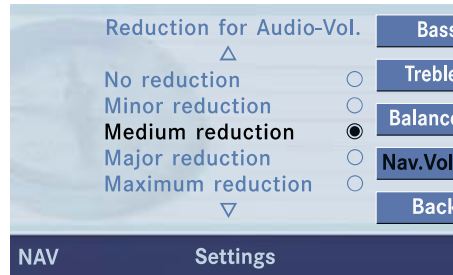 Reduction for Audio-Vol.
No reduction
Minor reduction
Medium reduction
Major reduction
Maximum reduction
Bass
Treble
Balance
Nav.Vol
Back
NAV Settings